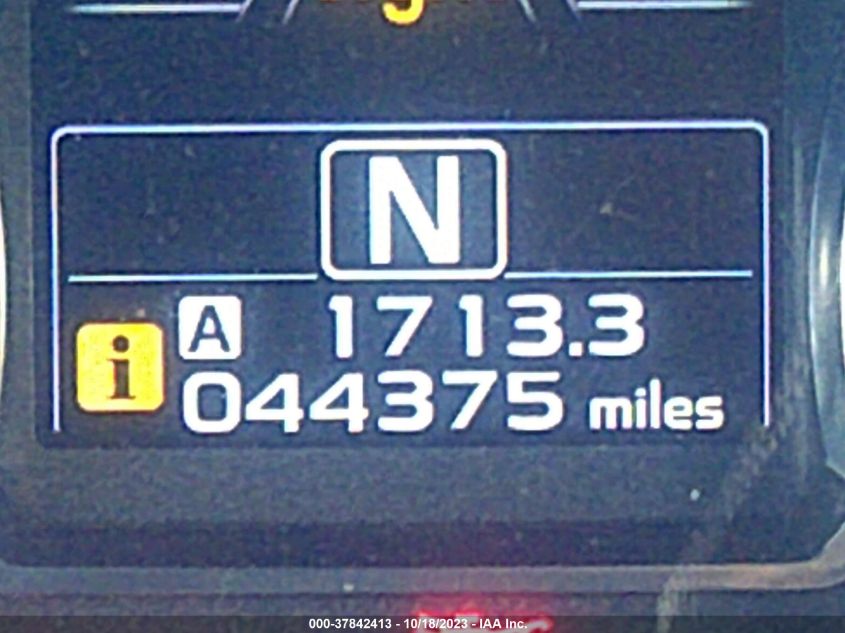 N
A 1713.3
i 044375 miles
000-37842413 - 10/18/2023 - IAA Inc.